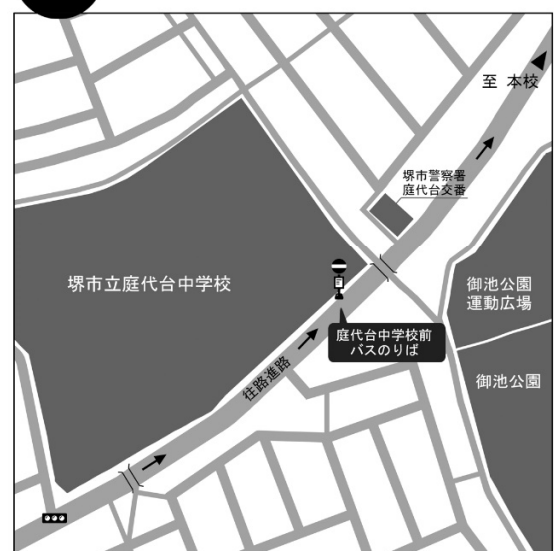 至 本校
堺市警察署
庭代台交番
堺市立庭代台中学校
御池公園
運動広場
庭代台中学校前
バスのりば
往路進路
御池公園